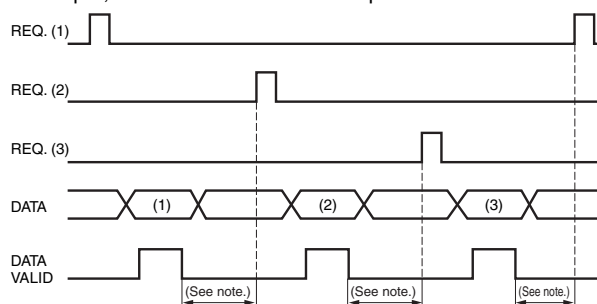 REQ. (1)
REQ. (2)
REQ. (3)
DATA
(1)
(2)
(3)
DATA
VALID
(See note.)
(See note.)
(See note.)